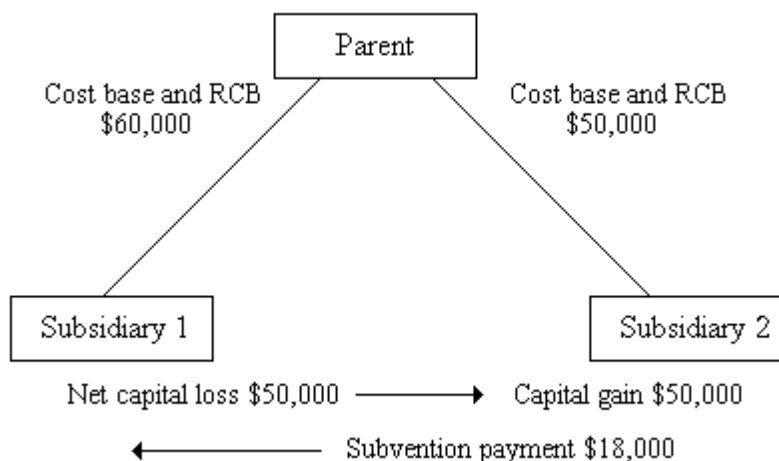 Parent
Cost base and RCB
$60,000
Cost base and RCB
$50,000
Subsidiary 1
Subsidiary 2
Net capital loss $50,000
Capital gain $50,000
Subvention payment $18,000